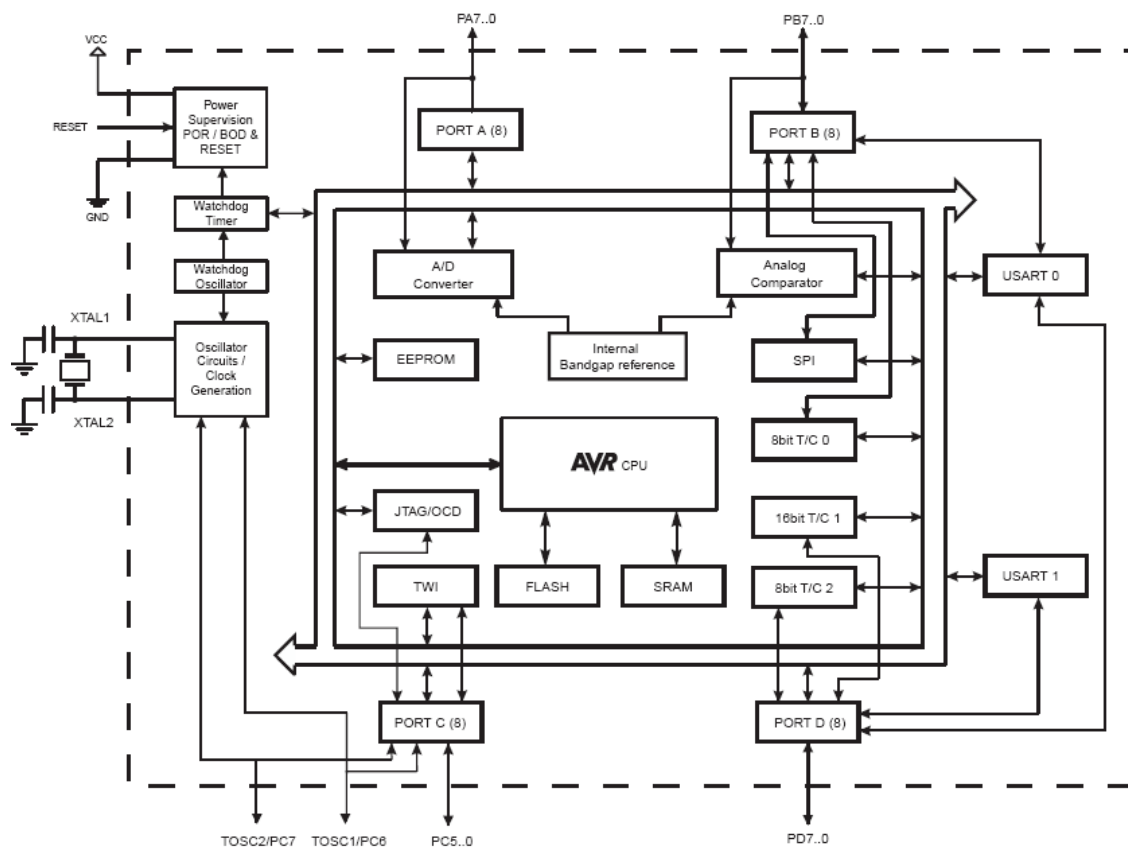 PA7..0
PB7..0
VCC
Power
Supervision
POR / BOD &
RESET
RESET
GND
PORT A (8)
PORT B (8)
Watchdog
Timer
Watchdog
Oscillator
A/D
Converter
Analog
Comparator
USART 0
XTAL1
Oscillator
Circuits /
Clock
Generation
XTAL2
EEPROM
Internal
Bandgap reference
SPI
AVR CPU
8bit T/C 0
JTAG/OCD
16bit T/C 1
TWI
FLASH
SRAM
8bit T/C 2
USART 1
PORT C (8)
PORT D (8)
TOSC2/PC7
TOSC1/PC6
PC5..0
PD7..0